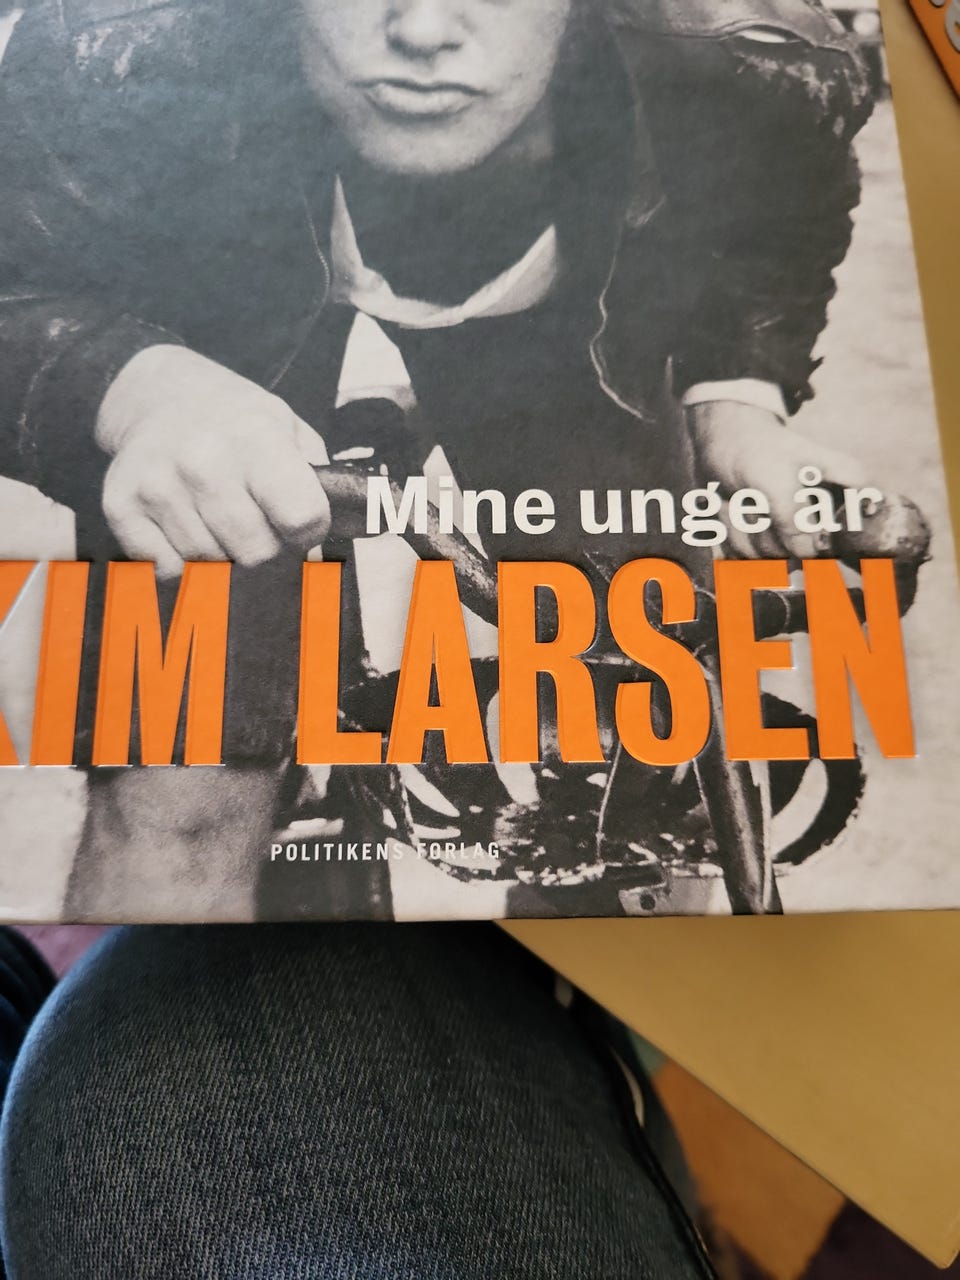 Mine unge år
KIM LARSEN
POLITIKENS FORLAG